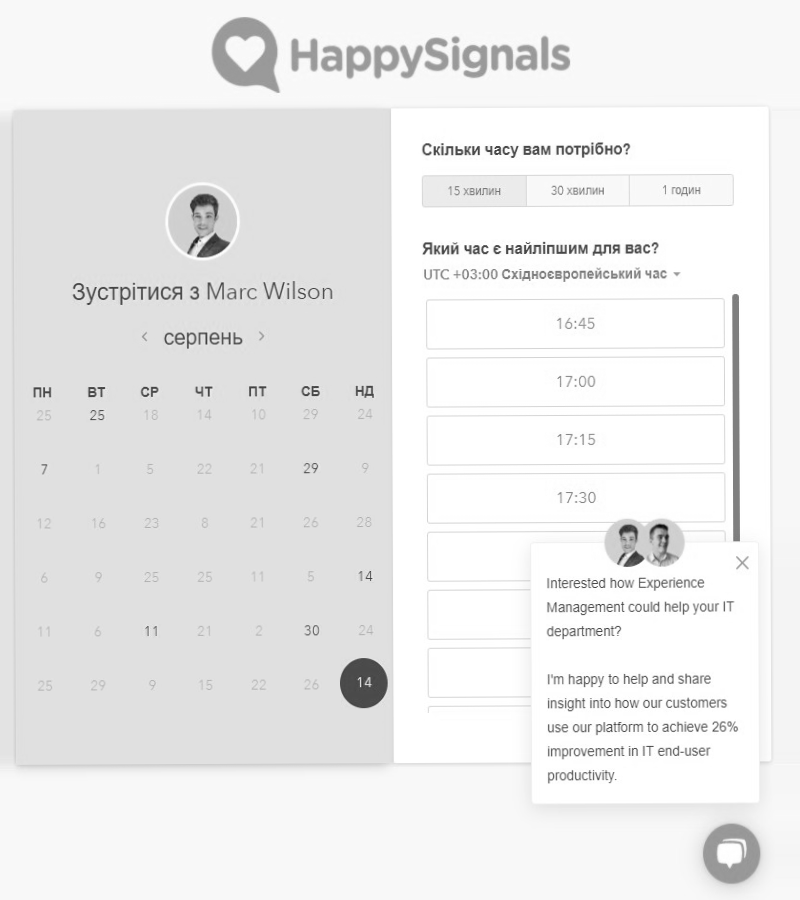 HappySignals
Зустрітися з Marc Wilson
серпень
ПН ВТ СР ЧТ ПТ СБ НД
25 25 18 14 10 29 24
7 1 5 22 21 29 9
12 16 23 8 21 26 28
6 9 25 25 11 5 14
11 6 11 21 2 30 24
25 29 9 15 22 26 14
Скільки часу вам потрібно?
15 хвилин 30 хвилин 1 годин
Який час є найліпшим для вас?
UTC +03:00 Східноєвропейський час
16:45
17:00
17:15
17:30
Interested how Experience
Management could help your IT
department?
I'm happy to help and share
insight into how our customers
use our platform to achieve 26%
improvement in IT end-user
productivity.